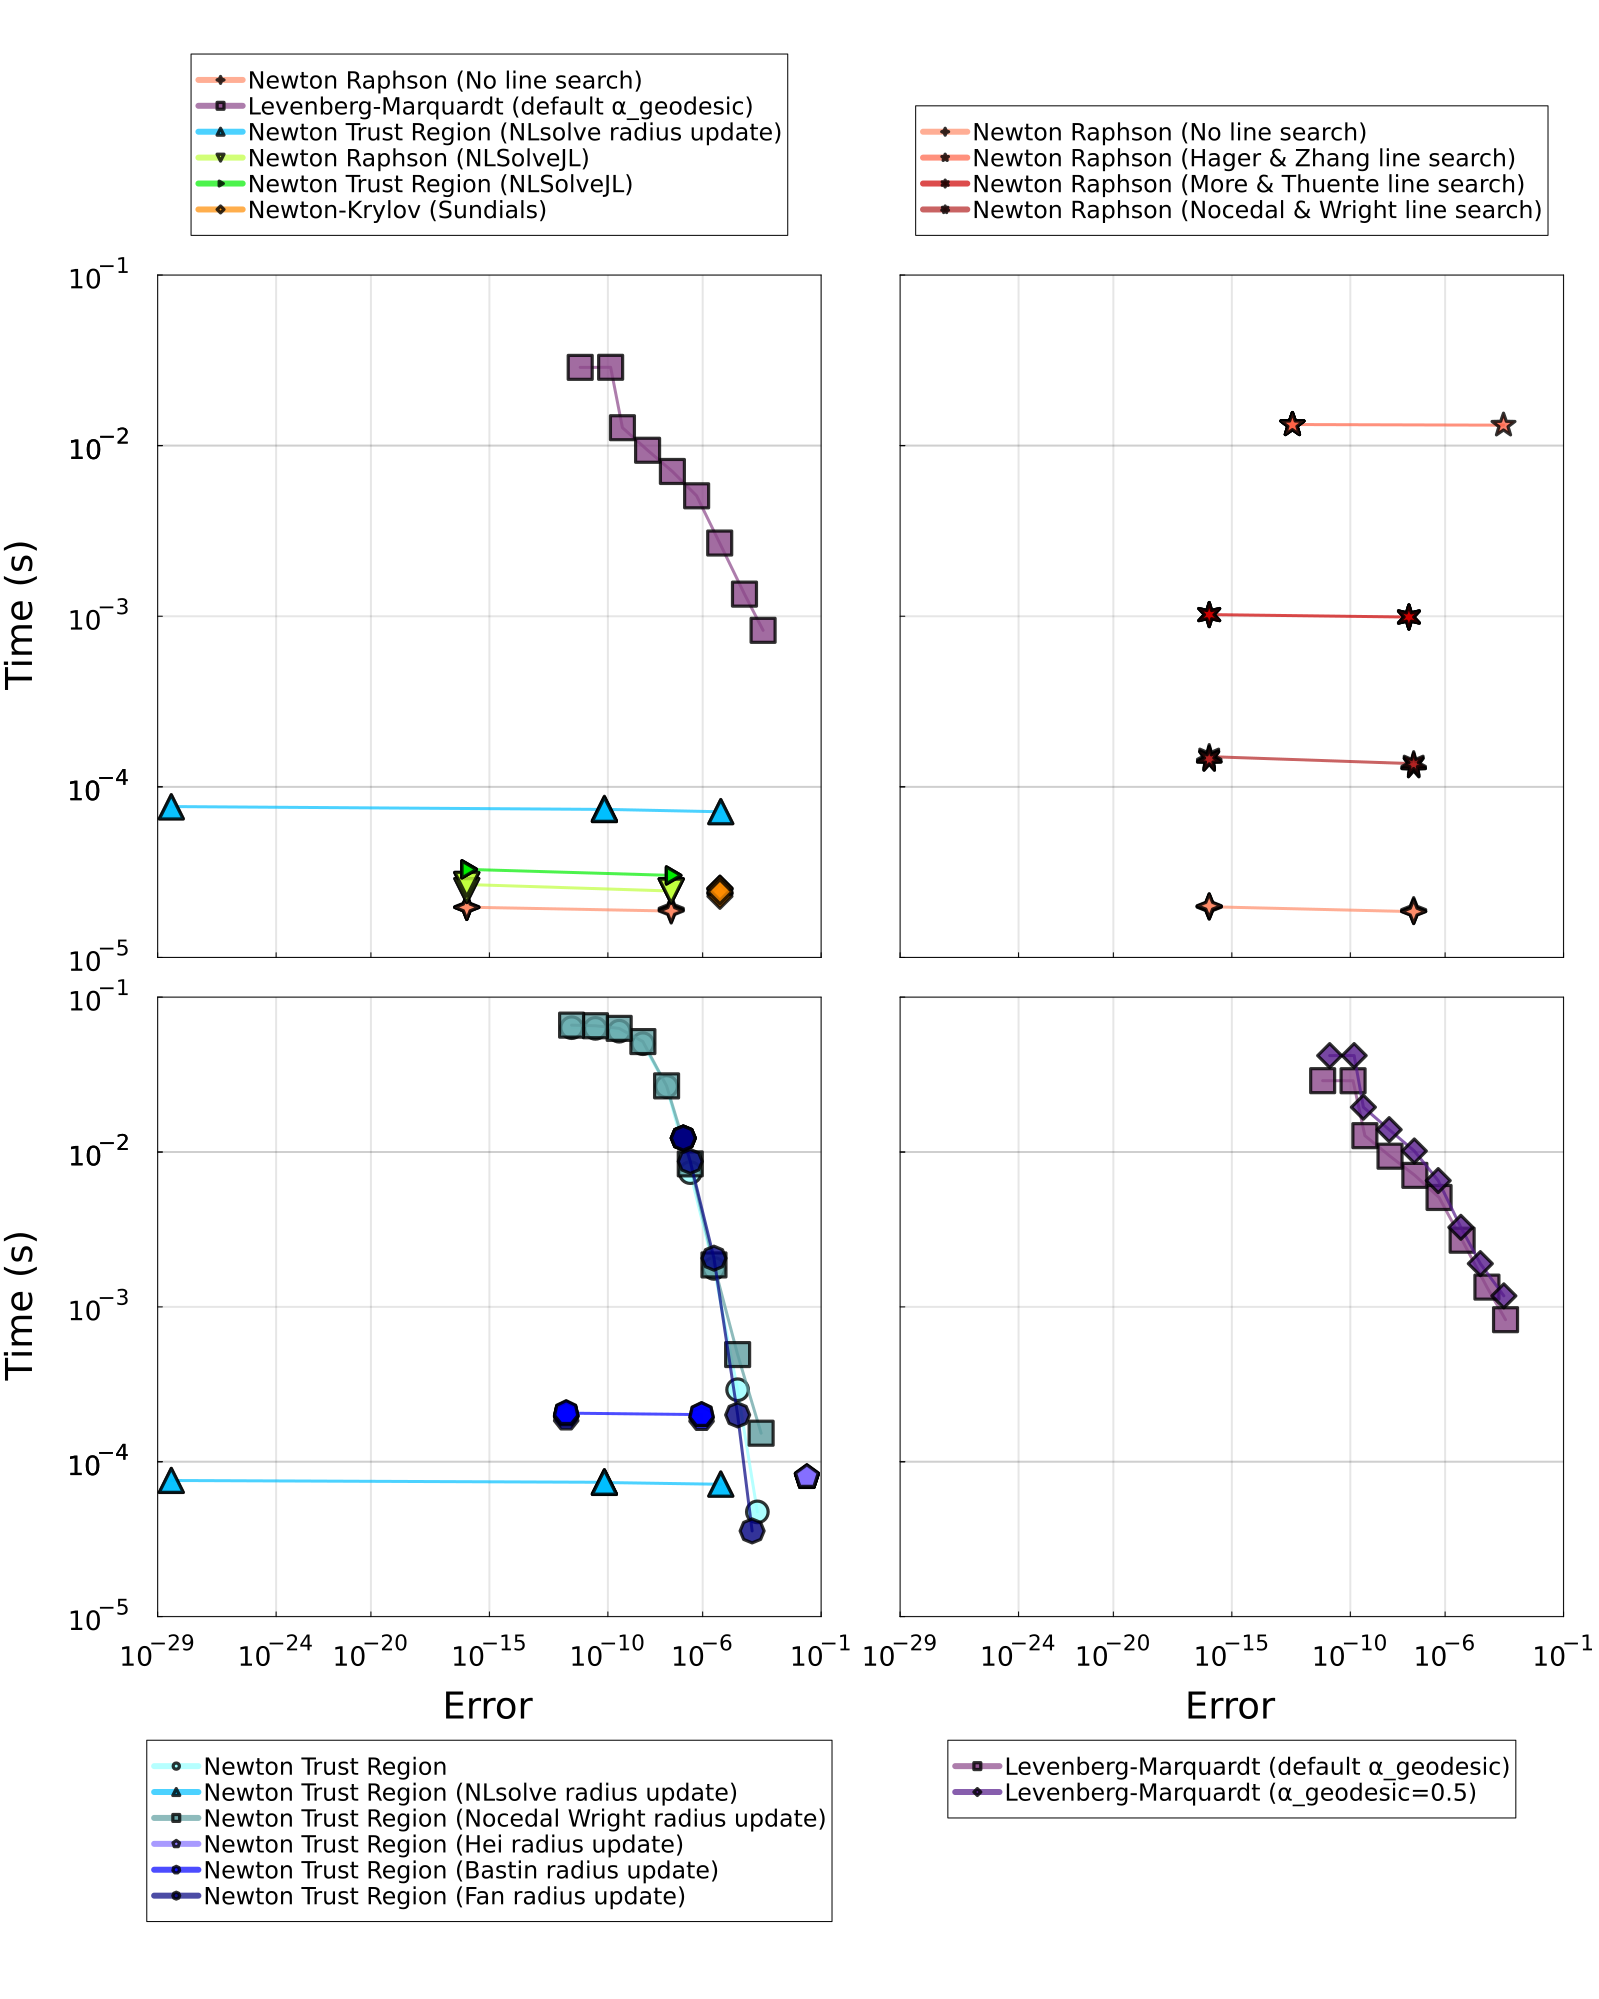 Newton Raphson (No line search)
Levenberg-Marquardt (default α_geodesic)
Newton Trust Region (NLsolve radius update)
Newton Raphson (NLSolveJL)
Newton Trust Region (NLSolveJL)
Newton-Krylov (Sundials)
Newton Raphson (No line search)
Newton Raphson (Hager & Zhang line search)
Newton Raphson (More & Thuente line search)
Newton Raphson (Nocedal & Wright line search)
10⁻¹
10⁻²
10⁻³
10⁻⁴
10⁻⁵
Time (s)
10⁻¹
10⁻²
10⁻³
10⁻⁴
10⁻⁵
Time (s)
10⁻²⁹ 10⁻²⁴ 10⁻²⁰ 10⁻¹⁵ 10⁻¹⁰ 10⁻⁶ 10⁻¹
Error
10⁻²⁹ 10⁻²⁴ 10⁻²⁰ 10⁻¹⁵ 10⁻¹⁰ 10⁻⁶ 10⁻¹
Error
Newton Trust Region
Newton Trust Region (NLsolve radius update)
Newton Trust Region (Nocedal Wright radius update)
Newton Trust Region (Hei radius update)
Newton Trust Region (Bastin radius update)
Newton Trust Region (Fan radius update)
Levenberg-Marquardt (default α_geodesic)
Levenberg-Marquardt (α_geodesic=0.5)